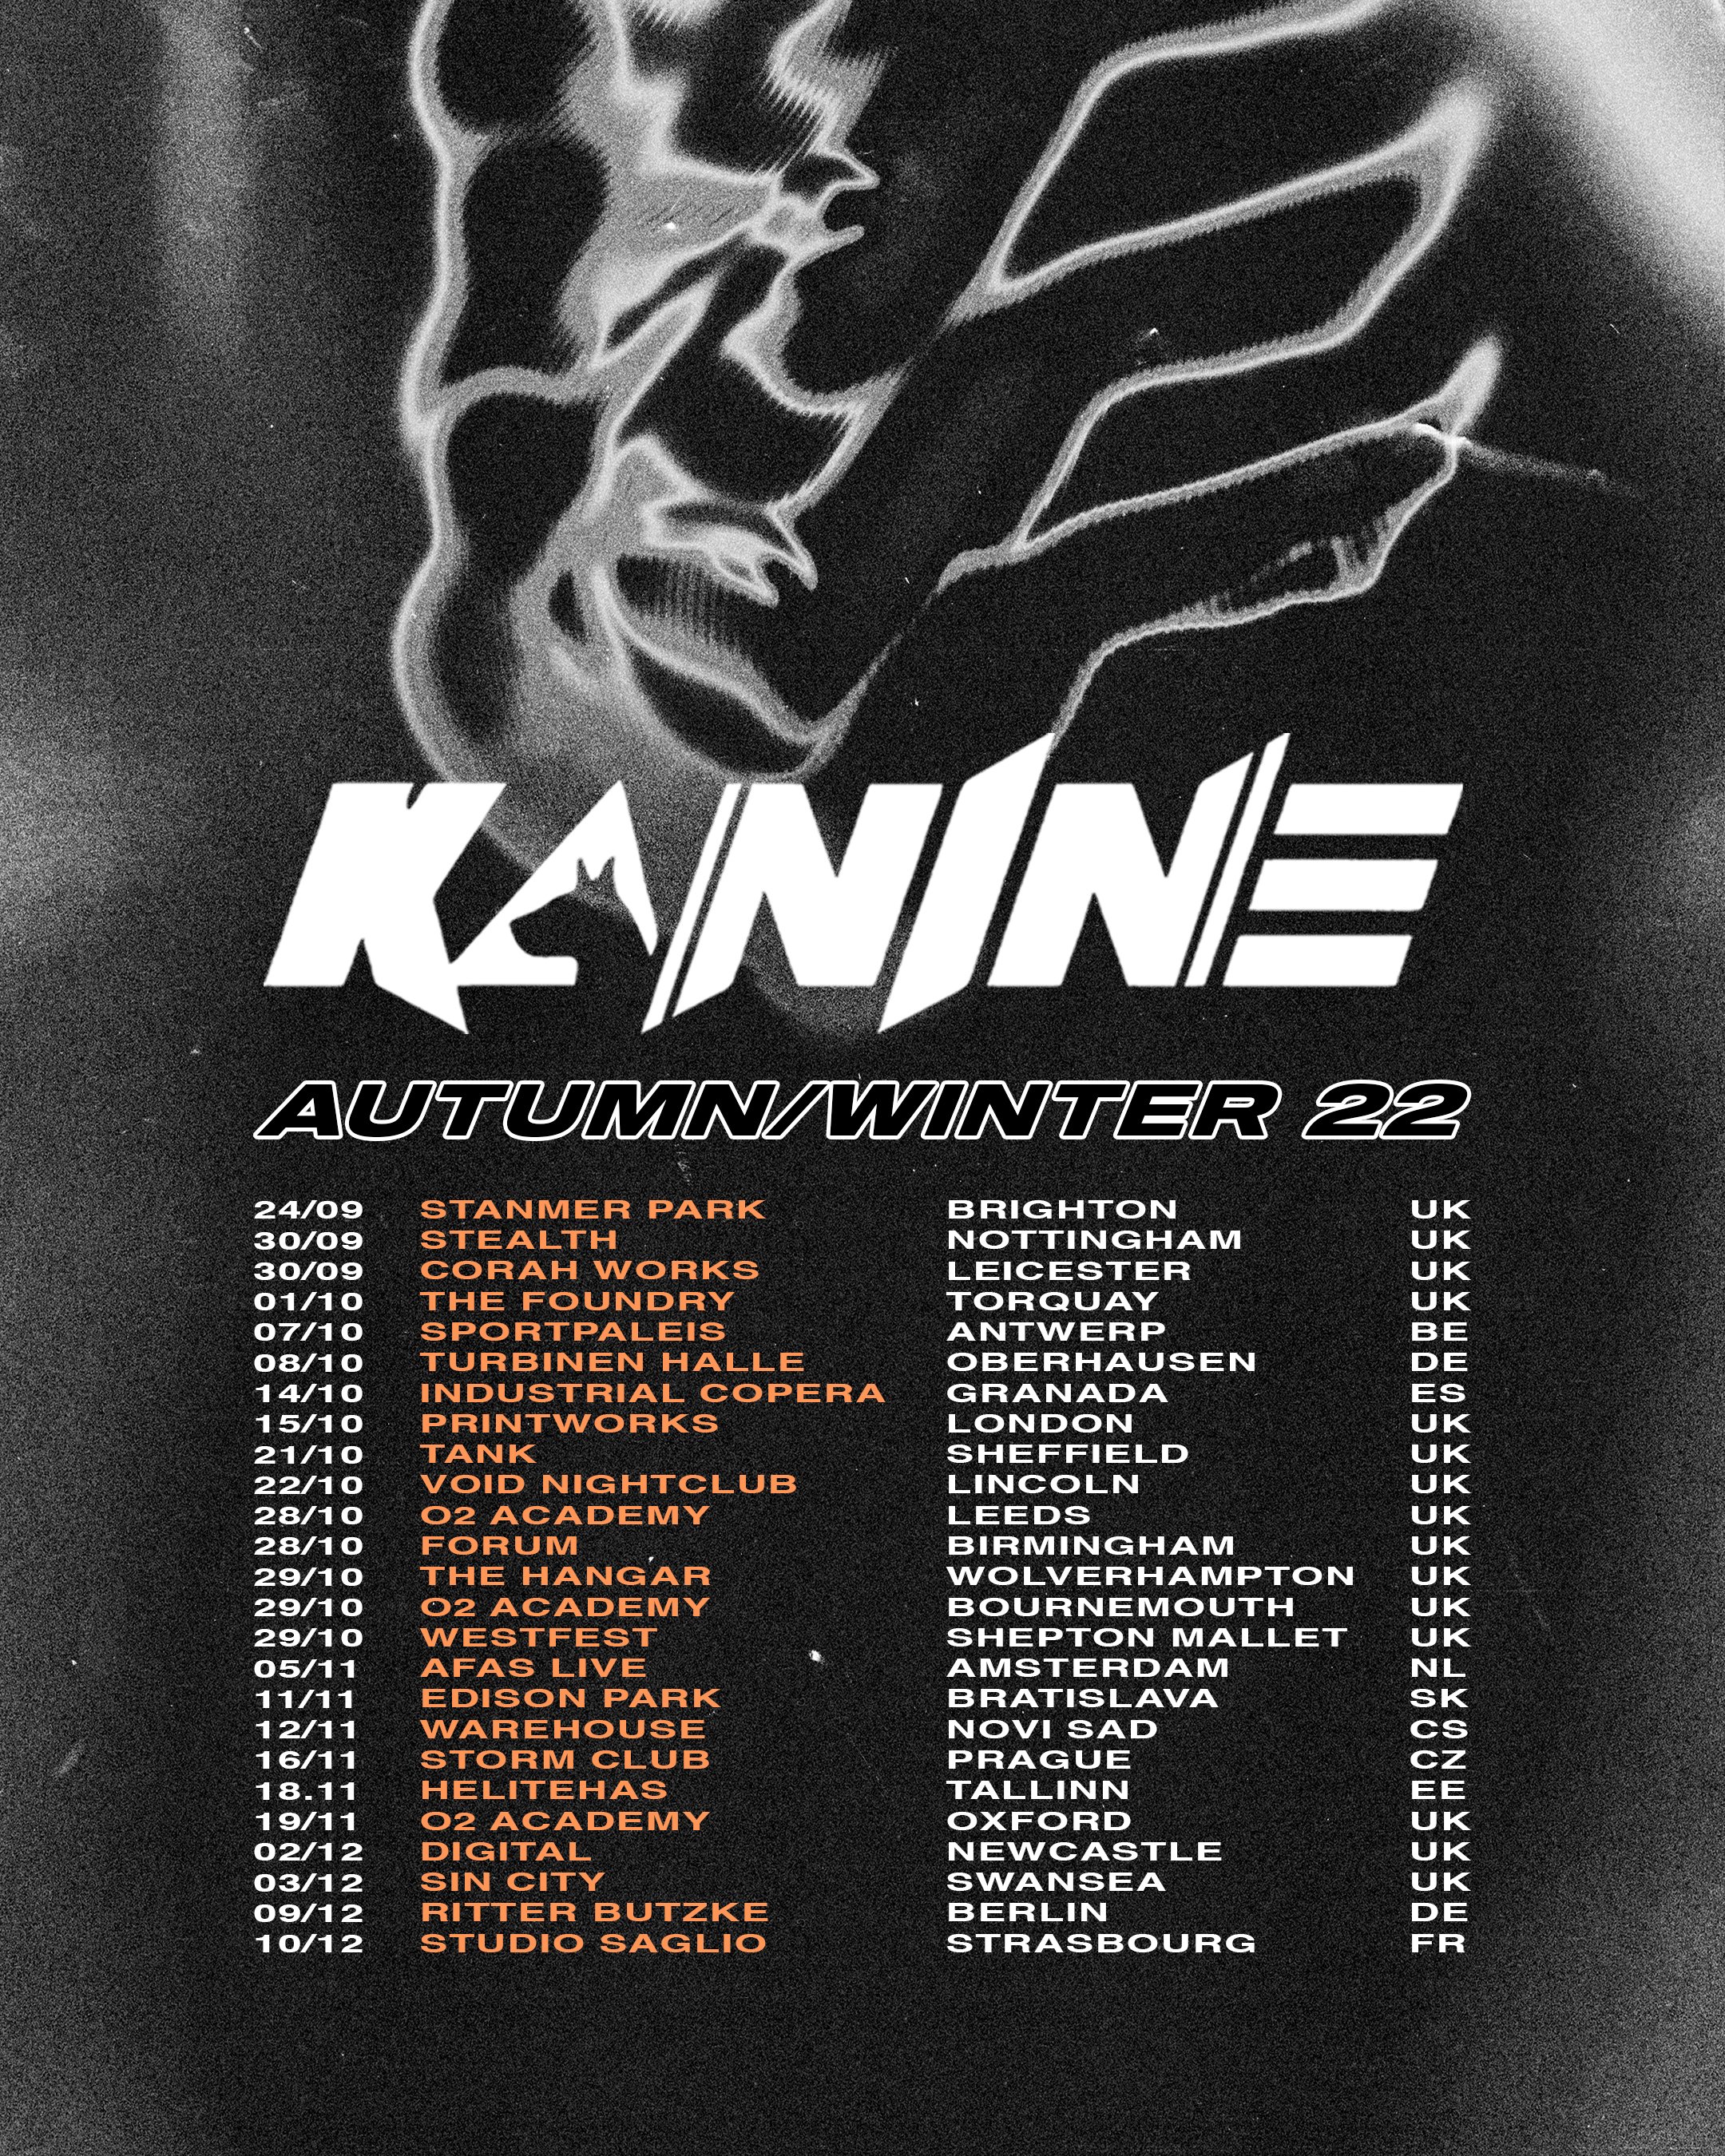 KANINE
AUTUMN/WINTER 22
24/09 STANMER PARK BRIGHTON UK
30/09 STEALTH NOTTINGHAM UK
30/09 CORAH WORKS LEICESTER UK
01/10 THE FOUNDRY TORQUAY UK
07/10 SPORTPALEIS ANTWERP BE
08/10 TURBINEN HALLE OBERHAUSEN DE
14/10 INDUSTRIAL COPERA GRANADA ES
15/10 PRINTWORKS LONDON UK
21/10 TANK SHEFFIELD UK
22/10 VOID NIGHTCLUB LINCOLN UK
28/10 O2 ACADEMY LEEDS UK
28/10 FORUM BIRMINGHAM UK
29/10 THE HANGAR WOLVERHAMPTON UK
29/10 O2 ACADEMY BOURNEMOUTH UK
29/10 WESTFEST SHEPTON MALLET UK
05/11 AFAS LIVE AMSTERDAM NL
11/11 EDISON PARK BRATISLAVA SK
12/11 WAREHOUSE NOVI SAD CS
16/11 STORM CLUB PRAGUE CZ
18.11 HELITEHAS TALLINN EE
19/11 O2 ACADEMY OXFORD UK
02/12 DIGITAL NEWCASTLE UK
03/12 SIN CITY SWANSEA UK
09/12 RITTER BUTZKE BERLIN DE
10/12 STUDIO SAGLIO STRASBOURG FR